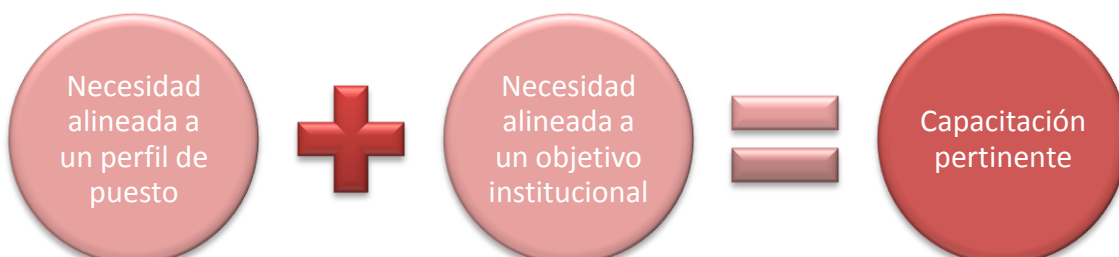 Necesidad
alineada a
un perfil de
puesto
Necesidad
alineada a
un objetivo
institucional
Capacitación
pertinente